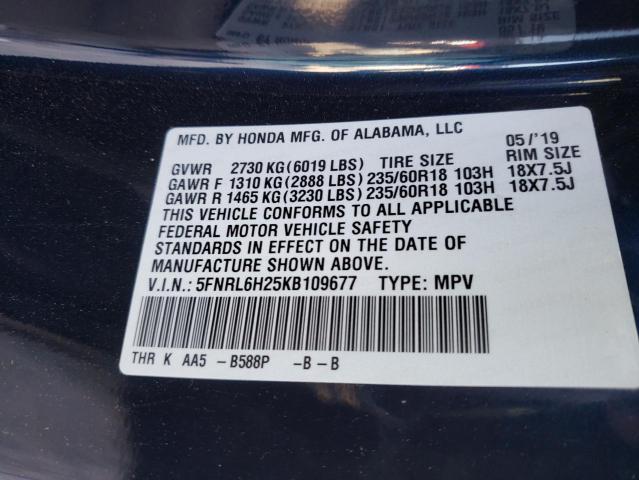 MFD. BY HONDA MFG. OF ALABAMA, LLC 05/'19
GVWR 2730 KG(6019 LBS) TIRE SIZE RIM SIZE
GAWR F 1310 KG(2888 LBS) 235/60R18 103H 18X7.5J
GAWR R 1465 KG(3230 LBS) 235/60R18 103H 18X7.5J
THIS VEHICLE CONFORMS TO ALL APPLICABLE
FEDERAL MOTOR VEHICLE SAFETY
STANDARDS IN EFFECT ON THE DATE OF
MANUFACTURE SHOWN ABOVE.
V.I.N.: 5FNRL6H25KB109677 TYPE: MPV
THR K AA5 -B588P -B-B